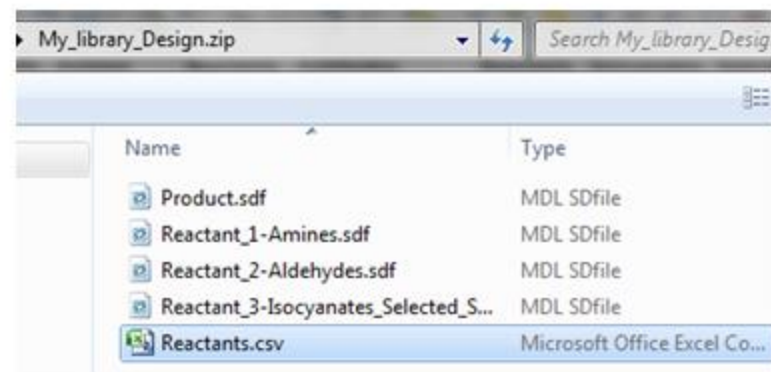 My_library_Design.zip Search My_library_Desig
Name Type
Product.sdf MDL SDfile
Reactant_1-Amines.sdf MDL SDfile
Reactant_2-Aldehydes.sdf MDL SDfile
Reactant_3-Isocyanates_Selected_S... MDL SDfile
Reactants.csv Microsoft Office Excel Co...